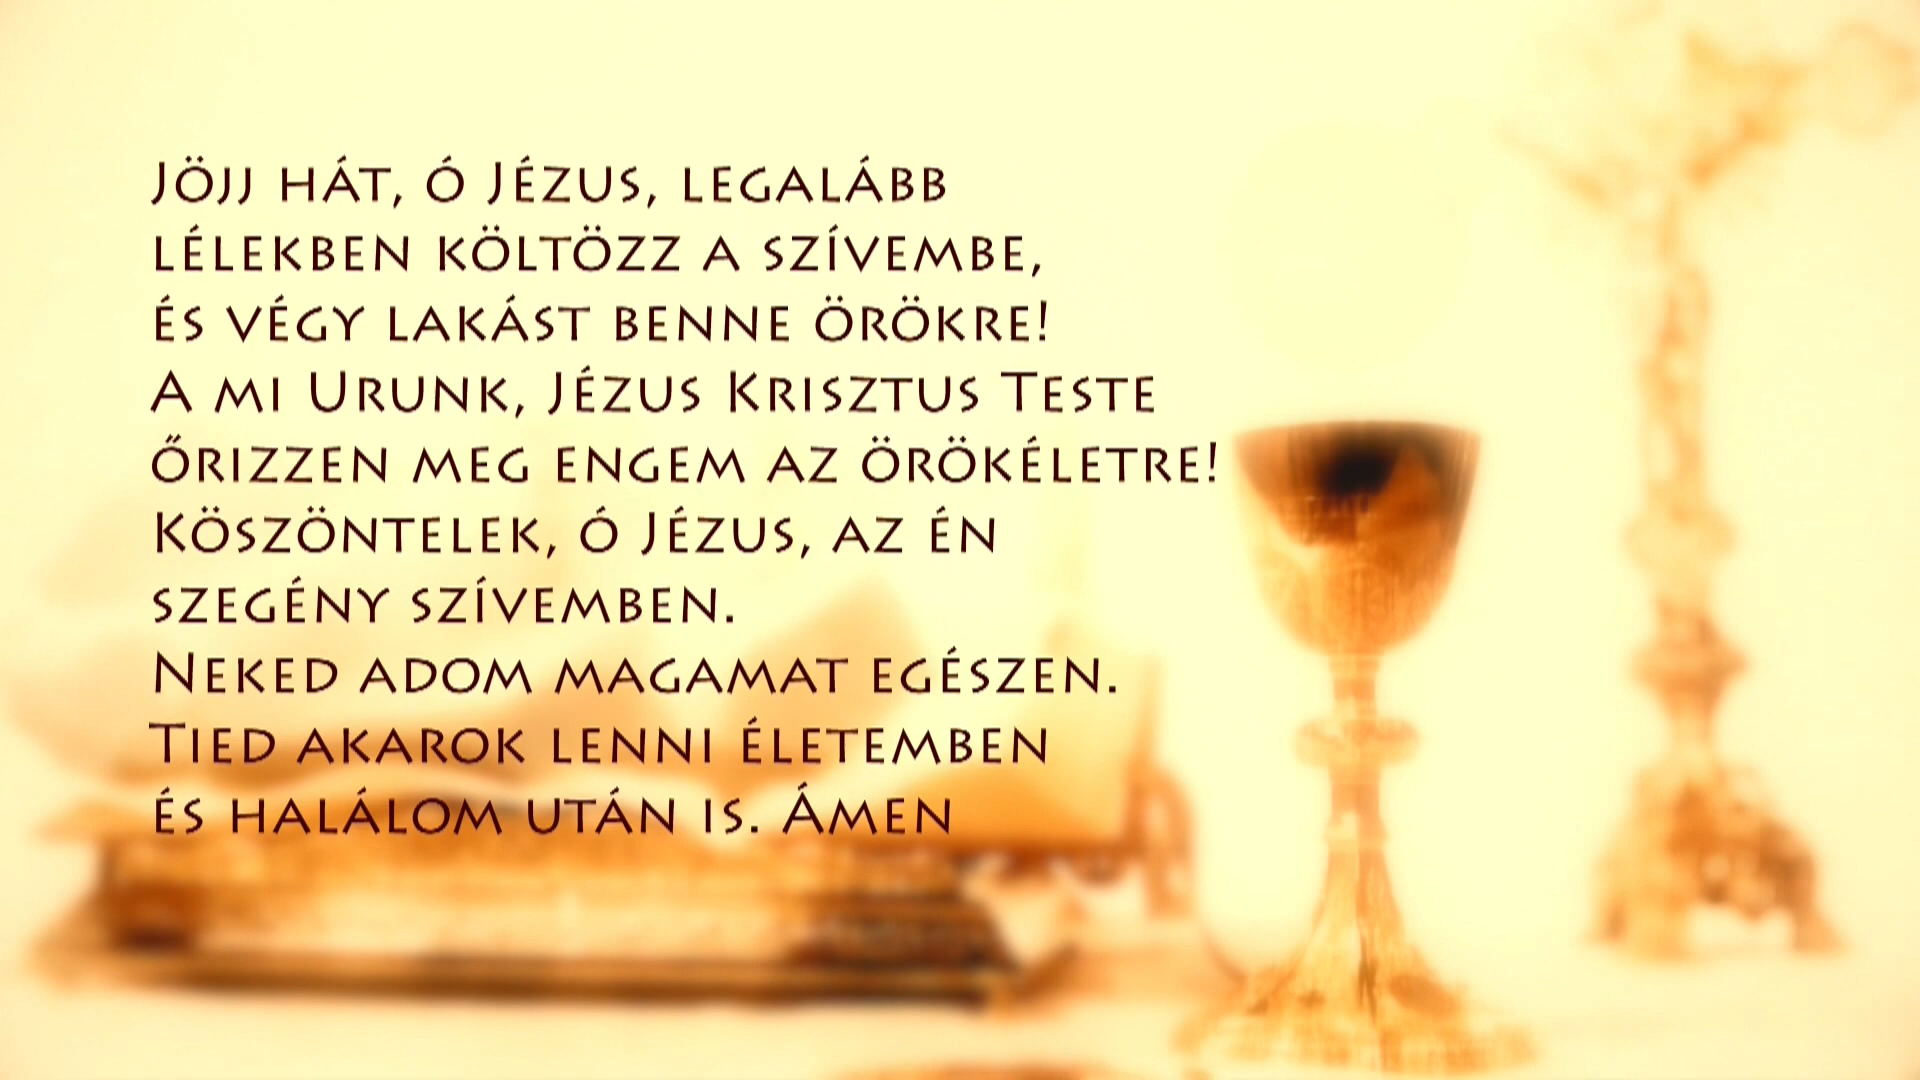 Jöjj hát, ó Jézus, legalább
lélekben költözz a szívembe,
és végy lakást benne örökre!
A mi Urunk, Jézus Krisztus Teste
őrizzen meg engem az örökéletre!
Köszöntelek, ó Jézus, az én
szegény szívemben.
Neked adom magamat egészen.
Tied akarok lenni életemben
és halálom után is. Ámen